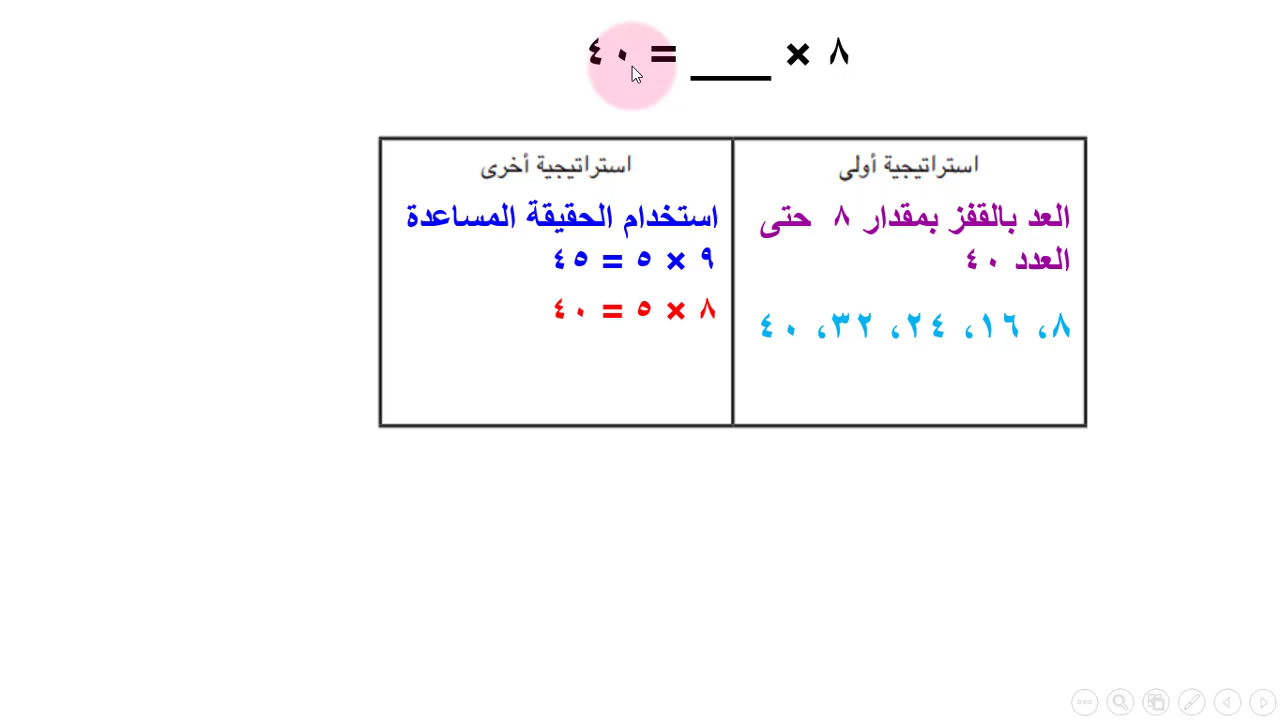 ٨ × ____ = ٤٠
استراتيجية أولى
العد بالقفز بمقدار ٨ حتى
العدد ٤٠
٨، ١٦، ٢٤، ٣٢، ٤٠
استراتيجية أخرى
استخدام الحقيقة المساعدة
٩ × ٥ = ٤٥
٨ × ٥ = ٤٠